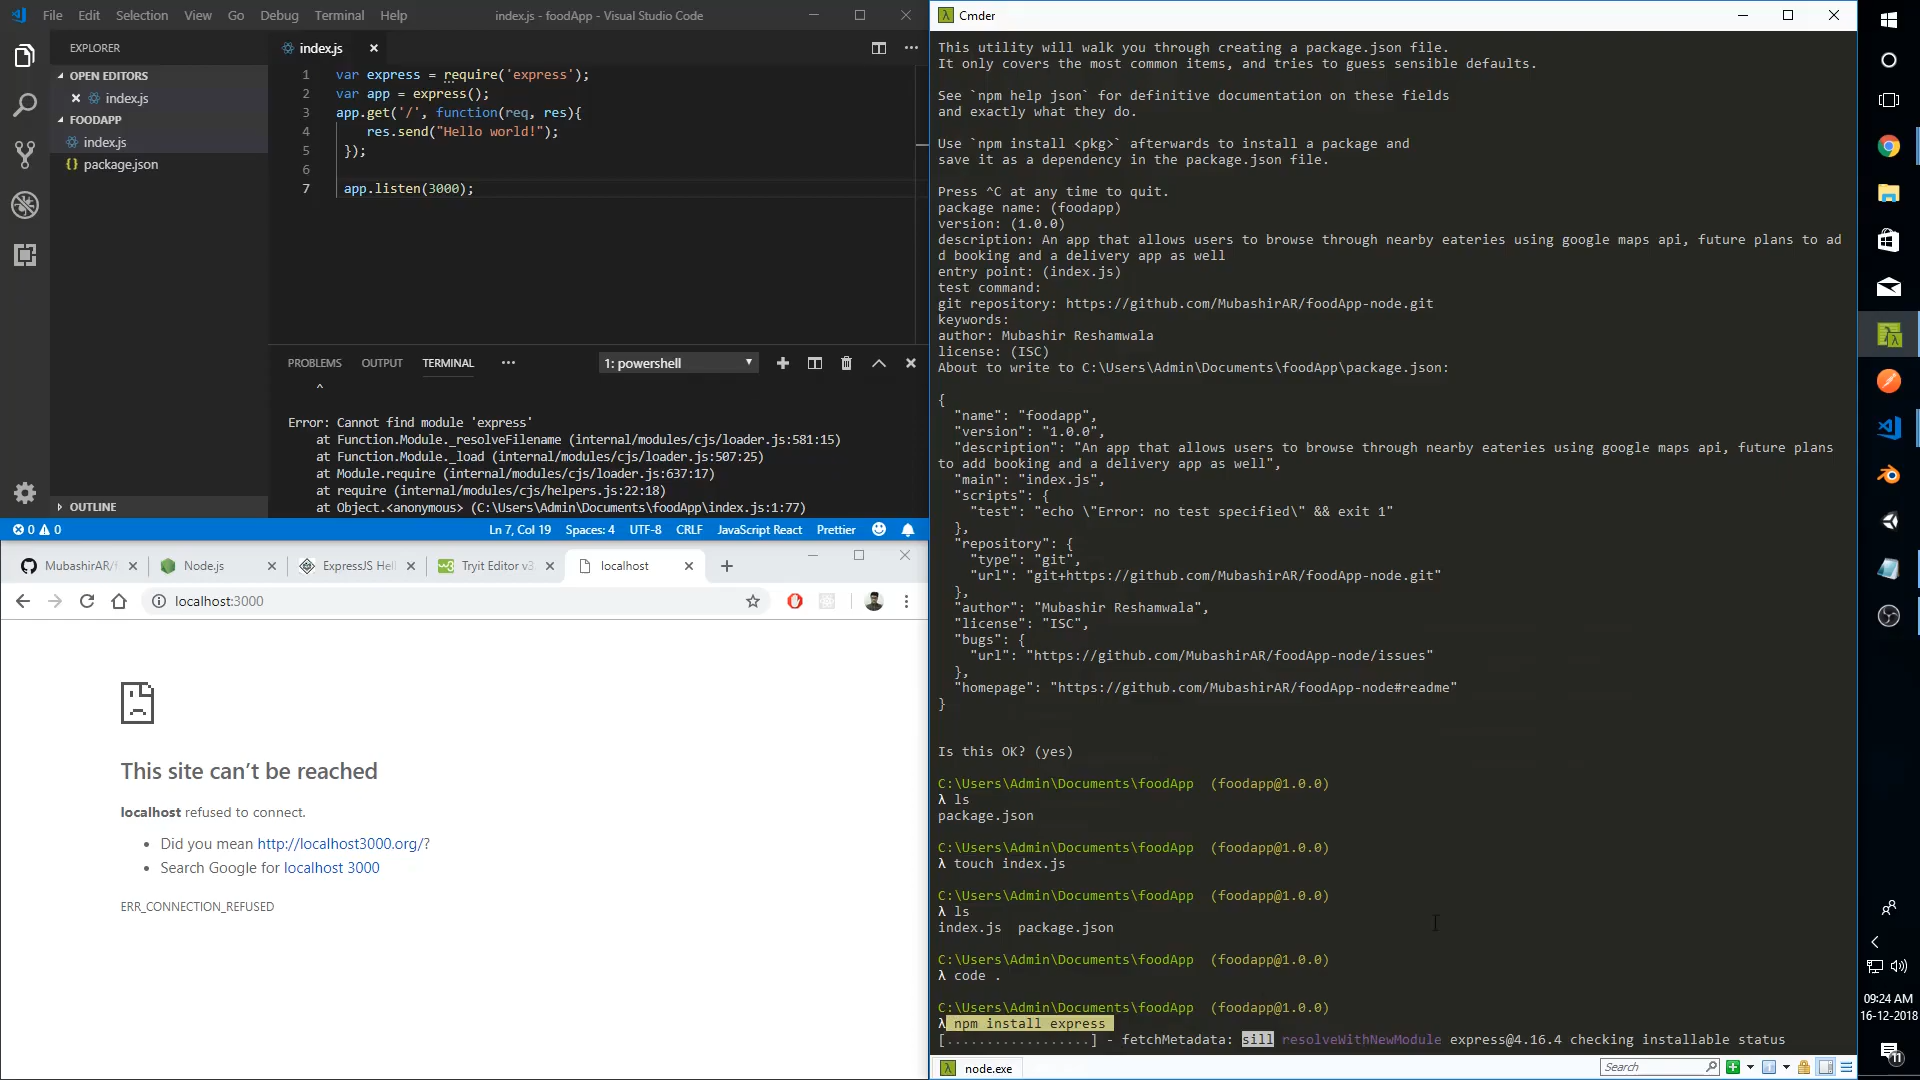 File Edit Selection View Go Debug Terminal Help
index.js - foodApp - Visual Studio Code
EXPLORER
OPEN EDITORS
index.js
FOODAPP
index.js
package.json
OUTLINE
index.js
1 var express = require('express');
2 var app = express();
3 app.get('/', function(req, res){
4 res.send("Hello world!");
5 });
6
7 app.listen(3000);
PROBLEMS OUTPUT TERMINAL 1: powershell
^
Error: Cannot find module 'express'
at Function.Module._resolveFilename (internal/modules/cjs/loader.js:581:15)
at Function.Module._load (internal/modules/cjs/loader.js:507:25)
at Module.require (internal/modules/cjs/loader.js:637:17)
at require (internal/modules/cjs/helpers.js:22:18)
at Object.<anonymous> (C:\Users\Admin\Documents\foodApp\index.js:1:77)
0 0 Ln 7, Col 19 Spaces: 4 UTF-8 CRLF JavaScript React Prettier
MubashirAR/ Node.js ExpressJS Hel Tryit Editor v3. localhost
localhost:3000
This site can't be reached
localhost refused to connect.
Did you mean http://localhost3000.org/?
Search Google for localhost 3000
ERR_CONNECTION_REFUSED
Cmder
This utility will walk you through creating a package.json file.
It only covers the most common items, and tries to guess sensible defaults.
See `npm help json` for definitive documentation on these fields
and exactly what they do.
Use `npm install <pkg>` afterwards to install a package and
save it as a dependency in the package.json file.
Press ^C at any time to quit.
package name: (foodapp)
version: (1.0.0)
description: An app that allows users to browse through nearby eateries using google maps api, future plans to ad
d booking and a delivery app as well
entry point: (index.js)
test command:
git repository: https://github.com/MubashirAR/foodApp-node.git
keywords:
author: Mubashir Reshamwala
license: (ISC)
About to write to C:\Users\Admin\Documents\foodApp\package.json:
{
"name": "foodapp",
"version": "1.0.0",
"description": "An app that allows users to browse through nearby eateries using google maps api, future plans
to add booking and a delivery app as well",
"main": "index.js",
"scripts": {
"test": "echo \"Error: no test specified\" && exit 1"
},
"repository": {
"type": "git",
"url": "git+https://github.com/MubashirAR/foodApp-node.git"
},
"author": "Mubashir Reshamwala",
"license": "ISC",
"bugs": {
"url": "https://github.com/MubashirAR/foodApp-node/issues"
},
"homepage": "https://github.com/MubashirAR/foodApp-node#readme"
}
Is this OK? (yes)
C:\Users\Admin\Documents\foodApp (foodapp@1.0.0)
λ ls
package.json
C:\Users\Admin\Documents\foodApp (foodapp@1.0.0)
λ touch index.js
C:\Users\Admin\Documents\foodApp (foodapp@1.0.0)
λ ls
index.js package.json
C:\Users\Admin\Documents\foodApp (foodapp@1.0.0)
λ code .
C:\Users\Admin\Documents\foodApp (foodapp@1.0.0)
λ npm install express
[..................] - fetchMetadata: sill resolveWithNewModule express@4.16.4 checking installable status
node.exe
Search
09:24 AM
16-12-2018
11